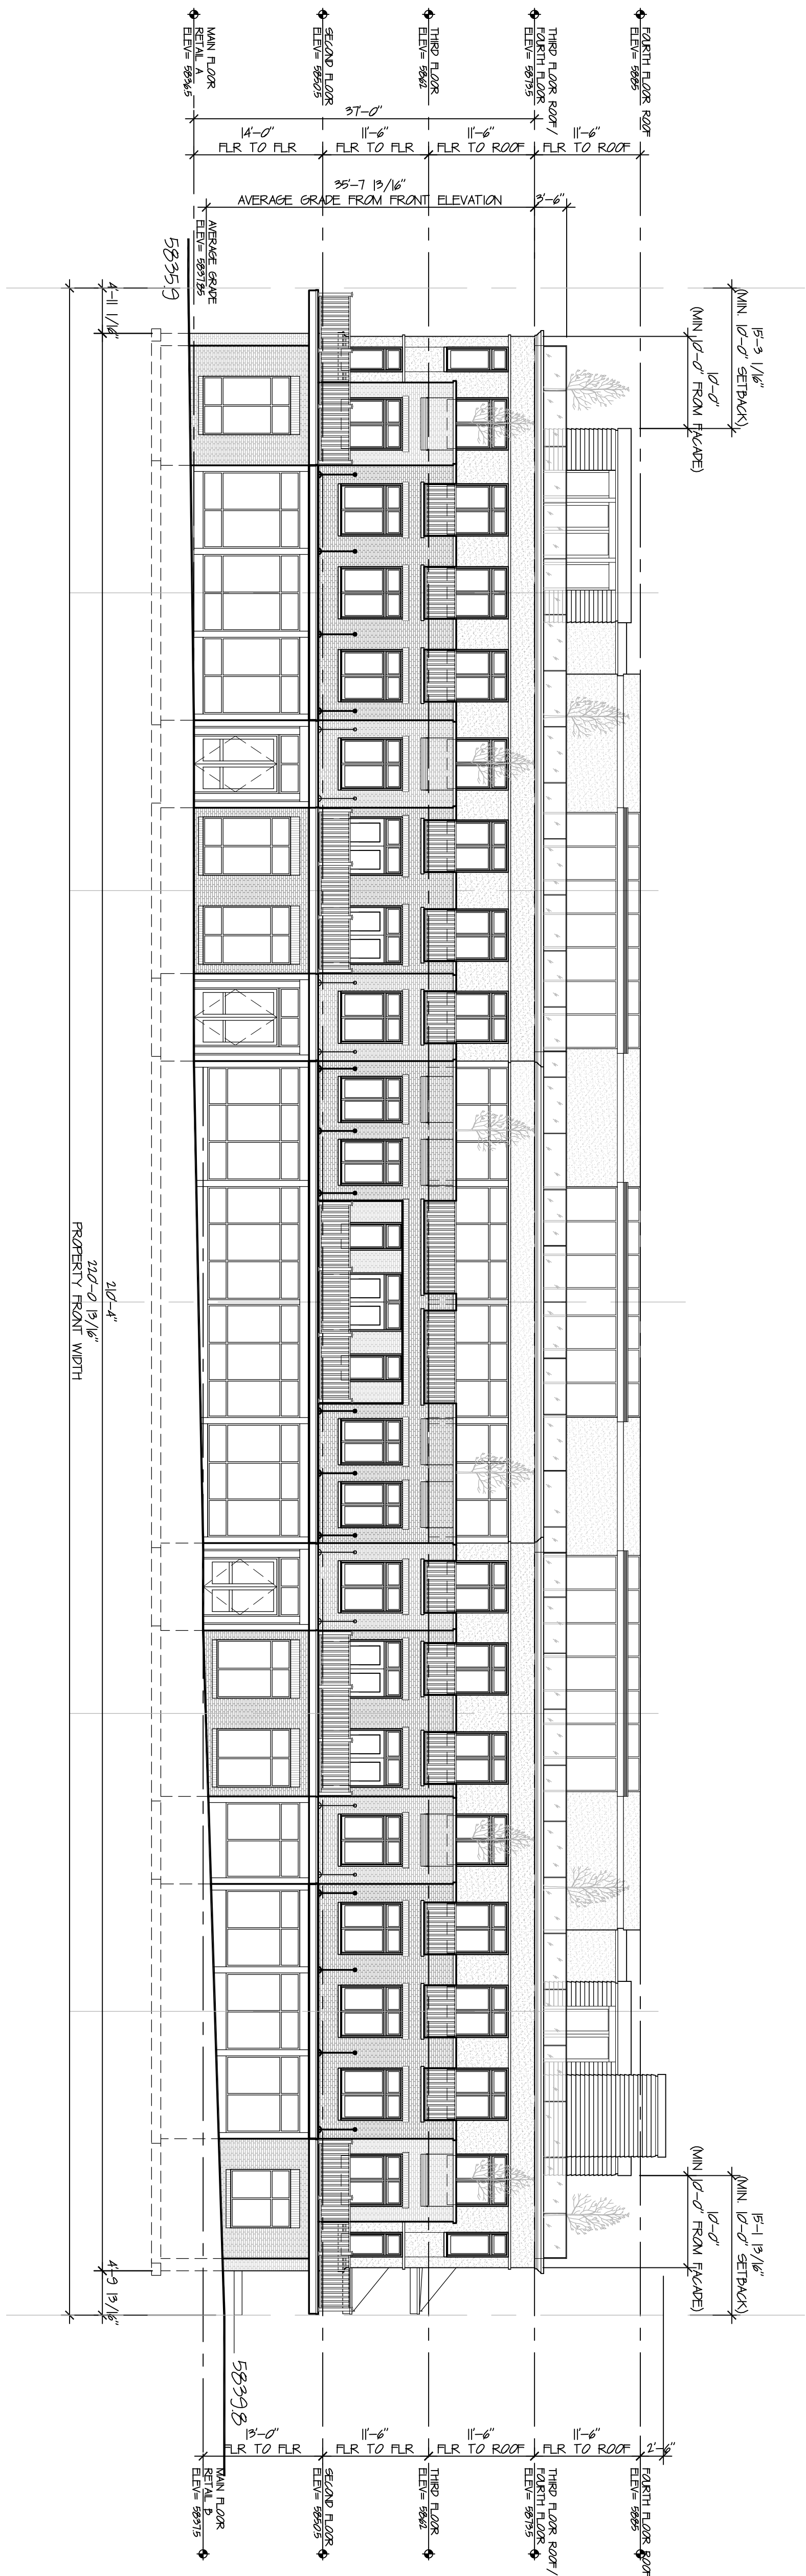 FOURTH FLOOR ROOF
ELEV= 5885
THIRD FLOOR ROOF/
FOURTH FLOOR
ELEV= 5873.5
THIRD FLOOR
ELEV= 5862
SECOND FLOOR
ELEV= 5850.5
MAIN FLOOR
RETAIL A
ELEV= 5836.5
37'-0"
11'-6"
FLR TO ROOF
11'-6"
FLR TO ROOF
11'-6"
FLR TO FLR
14'-0"
FLR TO FLR
3'-6"
35'-7 13/16"
AVERAGE GRADE FROM FRONT ELEVATION
AVERAGE GRADE
ELEV=
5835.9
15'-3 1/16"
(MIN. 10'-0" SETBACK)
10'-0"
(MIN 10'-0" FROM FACADE)
4'-11 1/16"
210'-4"
220'-0 13/16"
PROPERTY FRONT WIDTH
15'-1 13/16"
(MIN. 10'-0" SETBACK)
10'-0"
(MIN 10'-0" FROM FACADE)
4'-9 13/16"
5839.8
2'-6"
11'-6"
FLR TO ROOF
11'-6"
FLR TO ROOF
11'-6"
FLR TO FLR
13'-0"
FLR TO FLR
FOURTH FLOOR ROOF
ELEV= 5885
THIRD FLOOR ROOF/
FOURTH FLOOR
ELEV= 5873.5
THIRD FLOOR
ELEV= 5862
SECOND FLOOR
ELEV= 5850.5
MAIN FLOOR
RETAIL B
ELEV= 5837.5